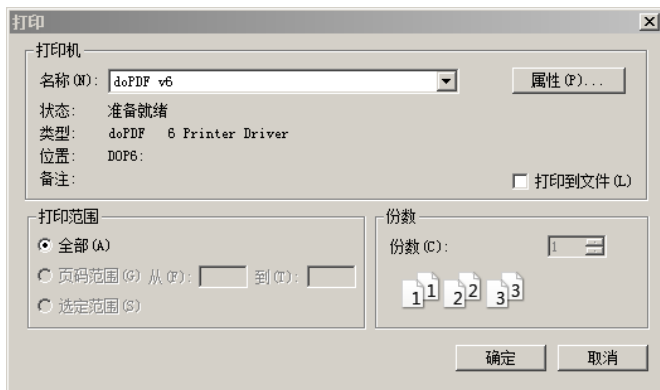 打印
打印机
名称(N): doPDF v6 属性(P)...
状态: 准备就绪
类型: doPDF 6 Printer Driver
位置: DOP6:
备注:
打印到文件(L)
打印范围
全部(A)
页码范围(G) 从(F): 到(T):
选定范围(S)
份数
份数(C): 1
1 1 2 2 3 3
确定 取消